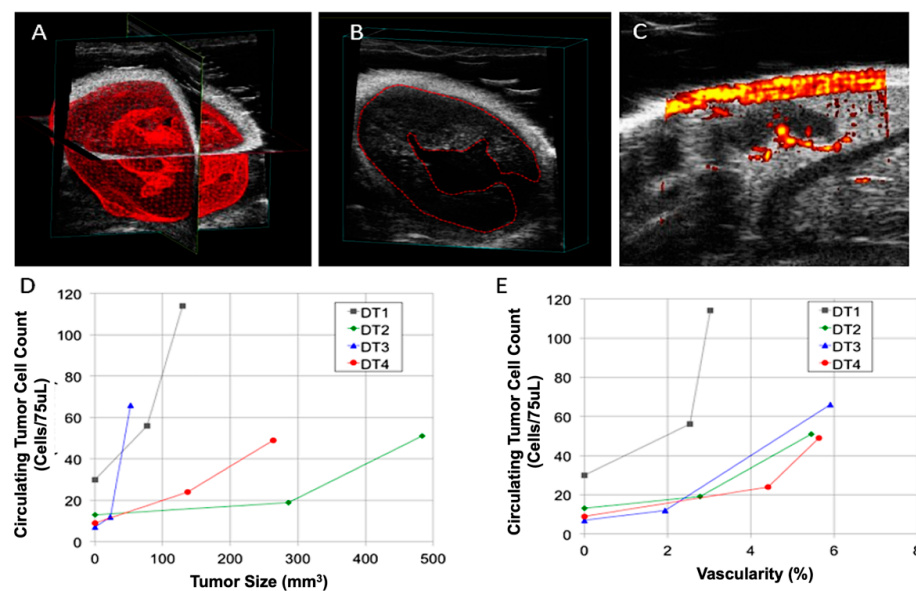 A
B
C
D
120
100
80
60
40
20
0
0
100
200
300
400
500
Circulating Tumor Cell Count
(Cells/75uL)
Tumor Size (mm³)
DT1
DT2
DT3
DT4
E
120
100
80
60
40
20
0
0
2
4
6
8
Circulating Tumor Cell Count
(Cells/75uL)
Vascularity (%)
DT1
DT2
DT3
DT4